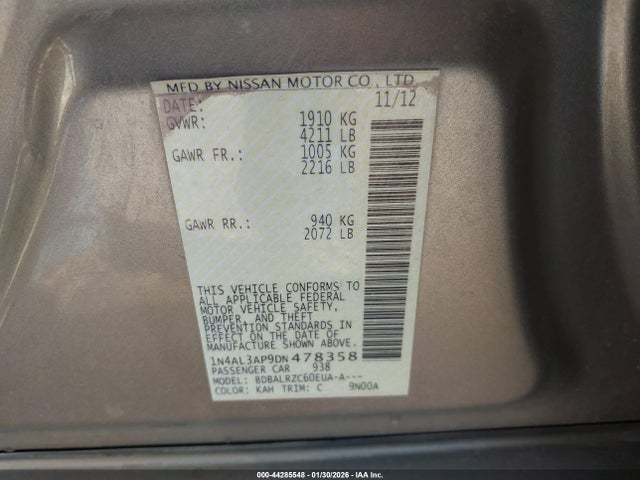 MFD BY NISSAN MOTOR CO., LTD
DATE: 11/12
GVWR: 1910 KG
4211 LB
GAWR FR.: 1005 KG
2216 LB
GAWR RR.: 940 KG
2072 LB
THIS VEHICLE CONFORMS TO
ALL APPLICABLE FEDERAL
MOTOR VEHICLE SAFETY,
BUMPER, AND THEFT
PREVENTION STANDARDS IN
EFFECT ON THE DATE OF
MANUFACTURE SHOWN ABOVE.
1N4AL3AP9DN478358
PASSENGER CAR 938
MODEL: BDBALRZC60EUA-A---
COLOR: KAH TRIM: C 9N00A
000-44285548 - 01/30/2026 - IAA Inc.